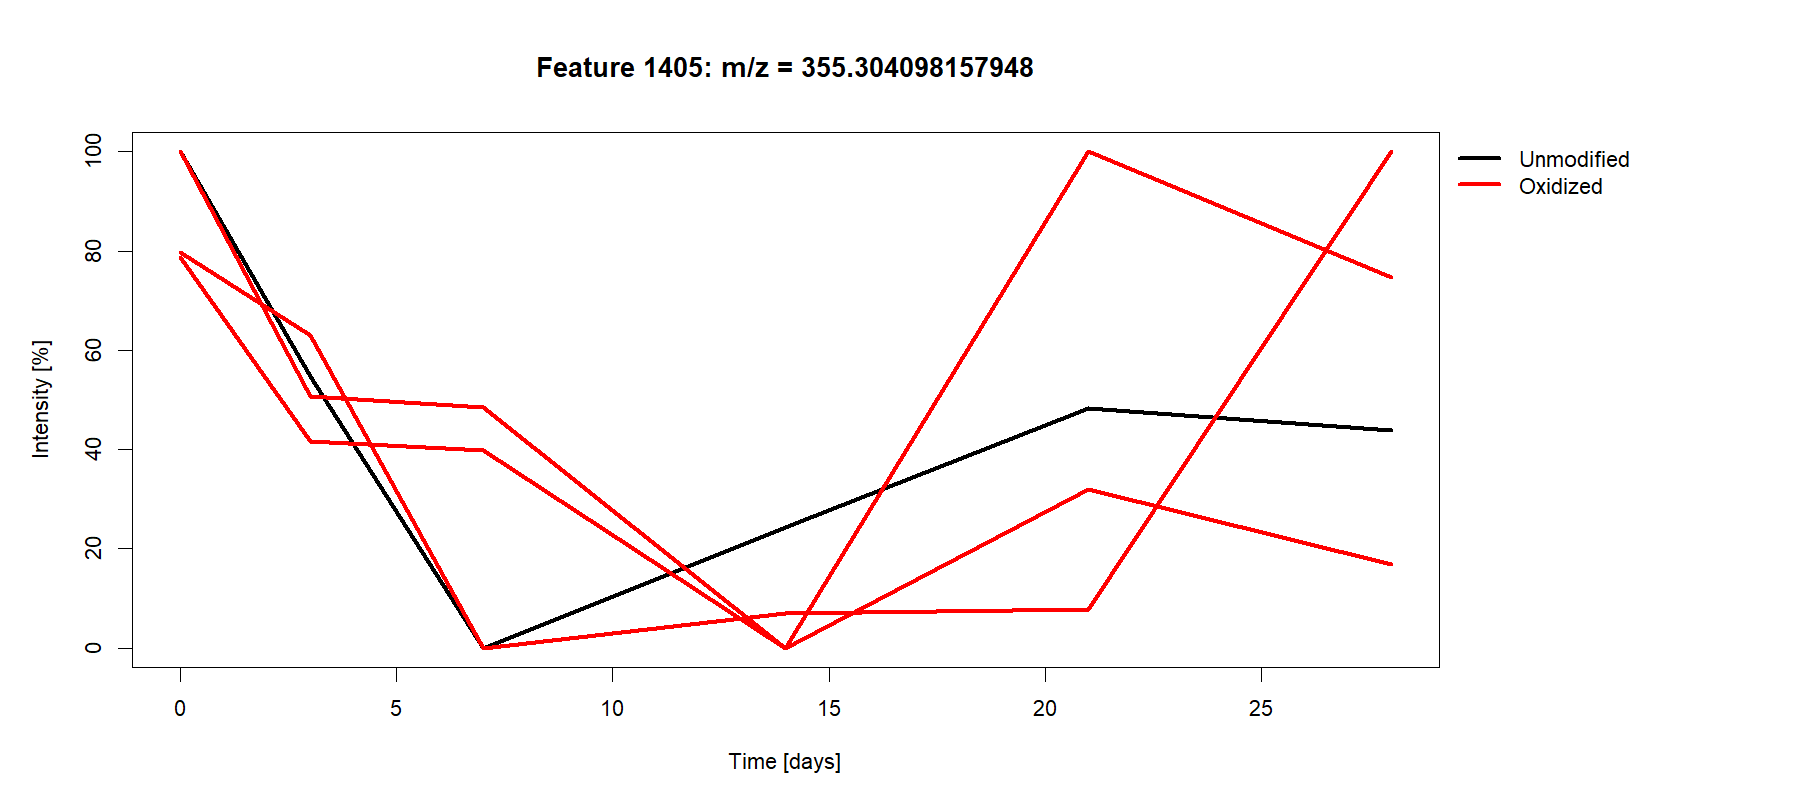 Feature 1405: m/z = 355.304098157948
100
80
60
40
20
0
Intensity [%]
0 5 10 15 20 25
Time [days]
Unmodified
Oxidized